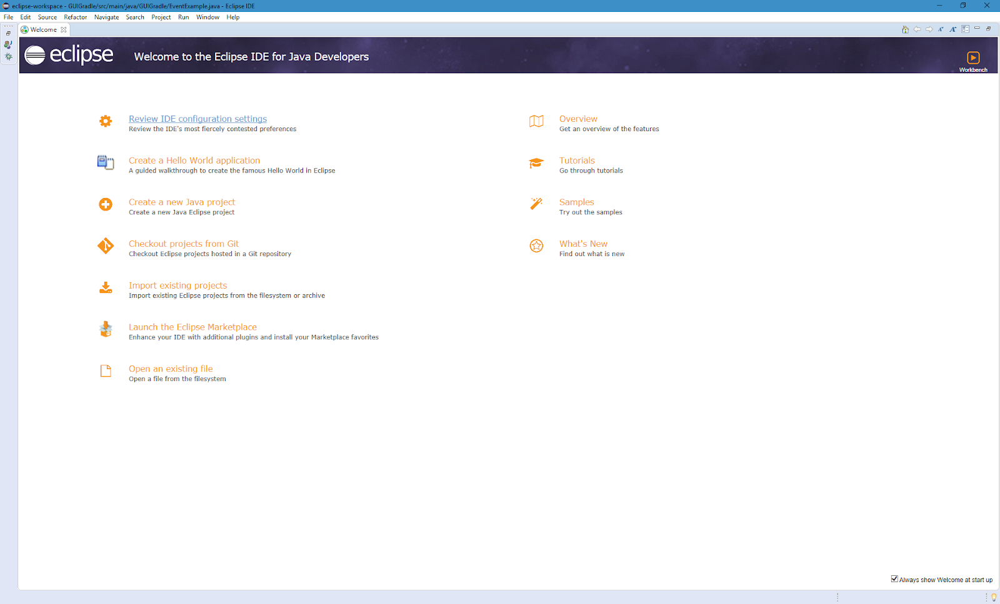 eclipse-workspace - GUIGradle/src/main/java/GUIGradle/EventExample.java - Eclipse IDE
File Edit Source Refactor Navigate Search Project Run Window Help
Welcome
eclipse
Welcome to the Eclipse IDE for Java Developers
Workbench
Review IDE configuration settings
Review the IDE's most fiercely contested preferences
Create a Hello World application
A guided walkthrough to create the famous Hello World in Eclipse
Create a new Java project
Create a new Java Eclipse project
Checkout projects from Git
Checkout Eclipse projects hosted in a Git repository
Import existing projects
Import existing Eclipse projects from the filesystem or archive
Launch the Eclipse Marketplace
Enhance your IDE with additional plugins and install your Marketplace favorites
Open an existing file
Open a file from the filesystem
Overview
Get an overview of the features
Tutorials
Go through tutorials
Samples
Try out the samples
What's New
Find out what is new
Always show Welcome at start up